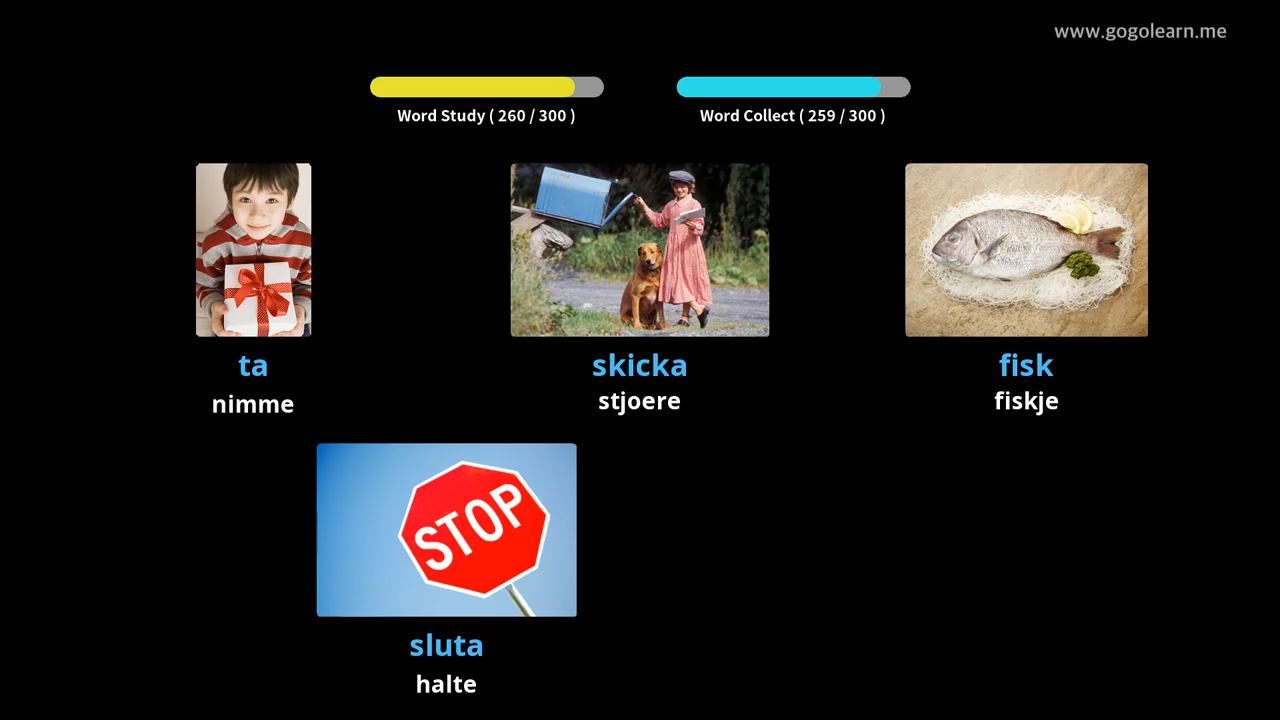 www.gogolearn.me
Word Study ( 260 / 300 )
Word Collect ( 259 / 300 )
ta
nimme
skicka
stjoere
fisk
fiskje
STOP
sluta
halte